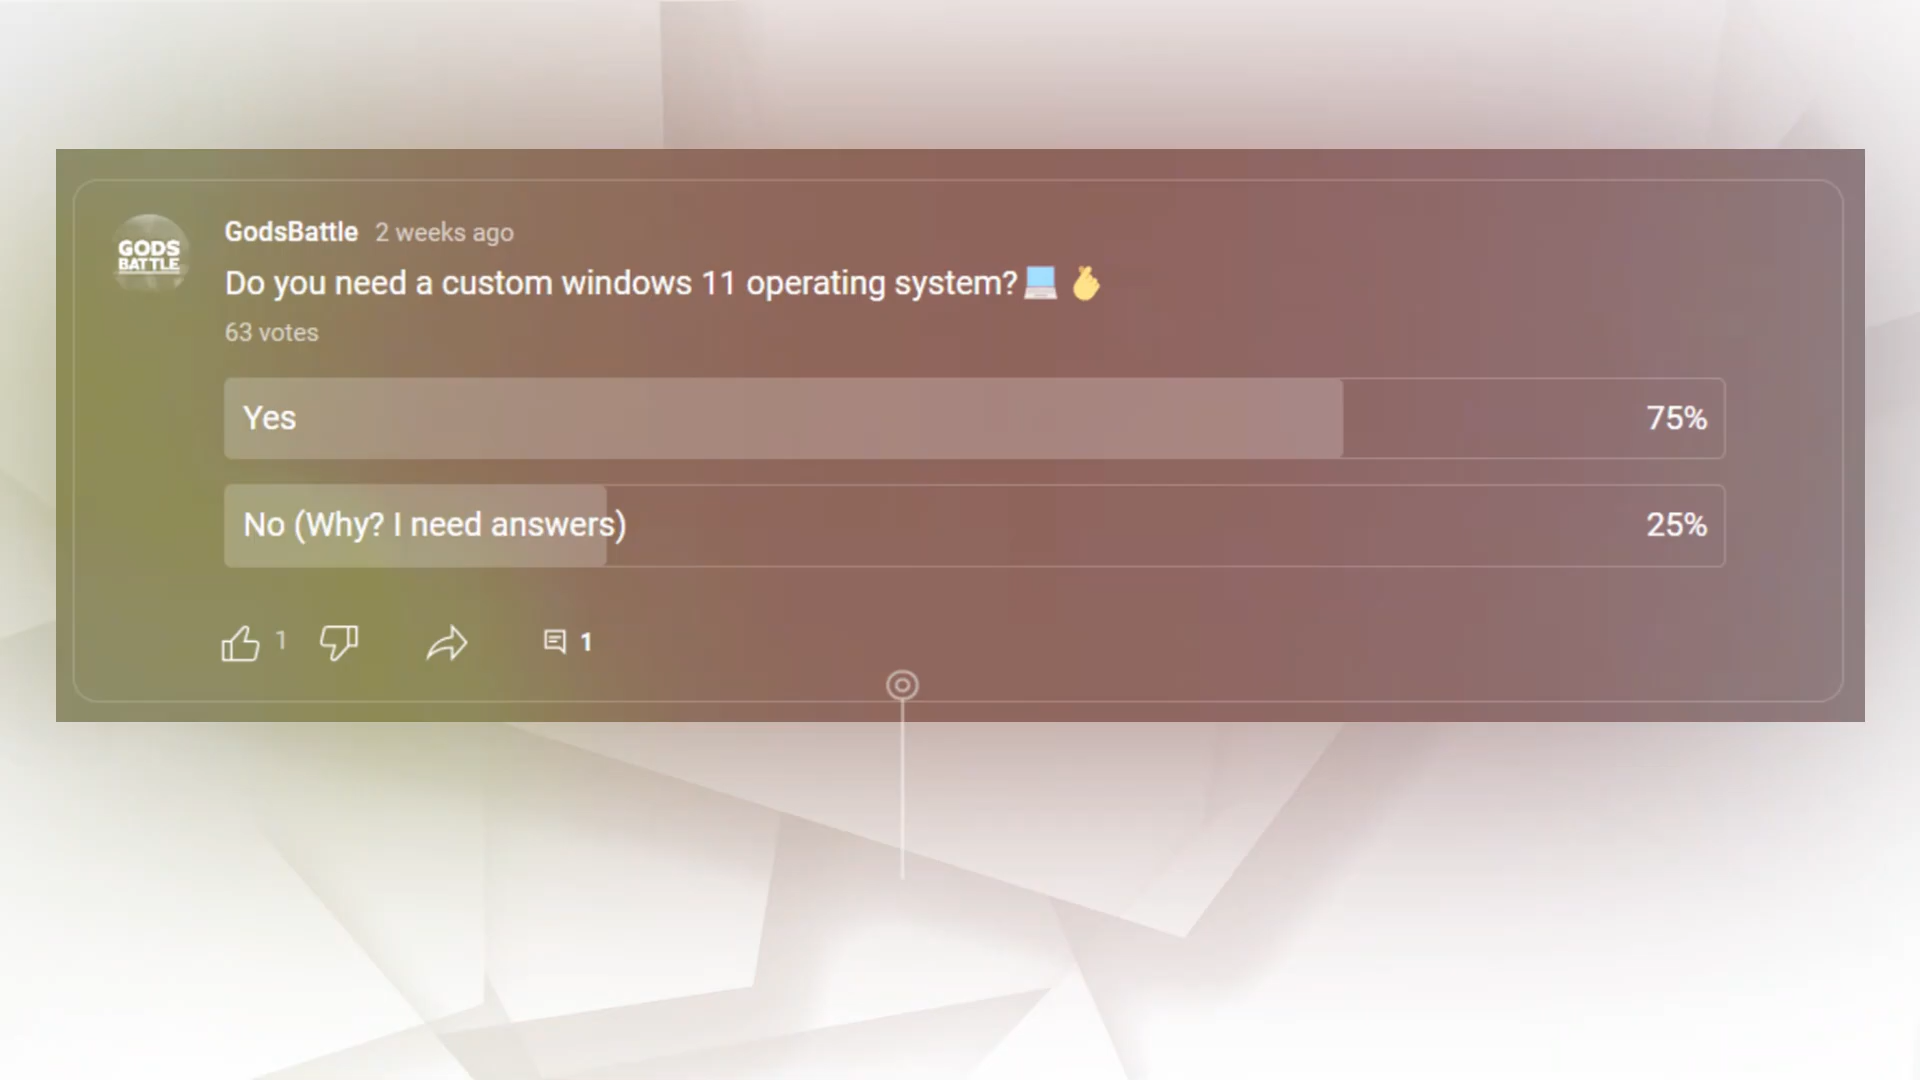 GODS
BATTLE
GodsBattle 2 weeks ago
Do you need a custom windows 11 operating system?💻 🫰
63 votes
Yes 75%
No (Why? I need answers) 25%
1 1